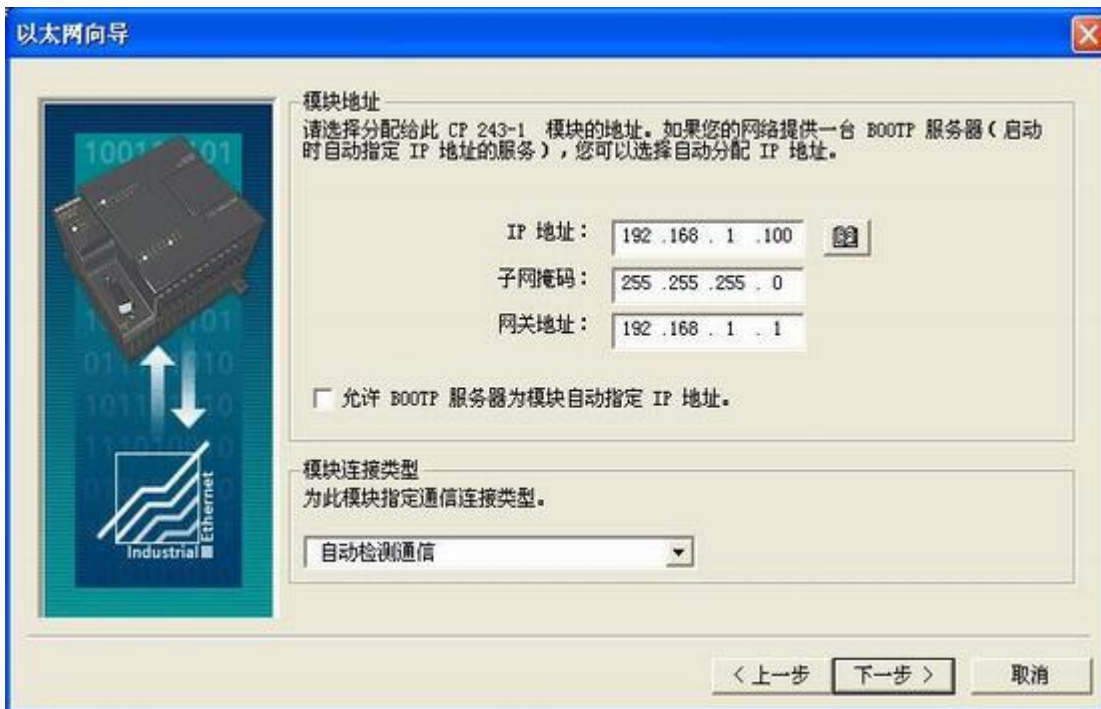 以太网向导
模块地址
请选择分配给此 CP 243-1 模块的地址。如果您的网络提供一台 BOOTP 服务器(启动
时自动指定 IP 地址的服务),您可以选择自动分配 IP 地址。
IP 地址: 192 .168 . 1 .100
子网掩码: 255 .255 .255 . 0
网关地址: 192 .168 . 1 . 1
允许 BOOTP 服务器为模块自动指定 IP 地址。
模块连接类型
为此模块指定通信连接类型。
自动检测通信
Industrial Ethernet
<上一步 下一步> 取消